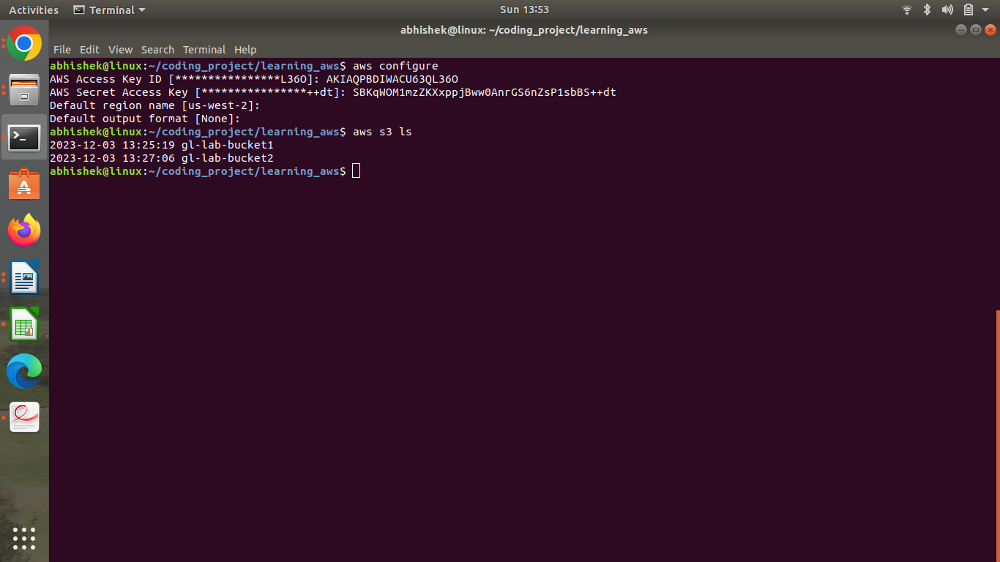 Activities
Terminal
Sun 13:53
abhishek@linux: ~/coding_project/learning_aws
File Edit View Search Terminal Help
abhishek@linux:~/coding_project/learning_aws$ aws configure
AWS Access Key ID [****************L36O]: AKIAQPBDIWACU63QL36O
AWS Secret Access Key [****************++dt]: 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
Default region name [us-west-2]:
Default output format [None]:
abhishek@linux:~/coding_project/learning_aws$ aws s3 ls
2023-12-03 13:25:19 gl-lab-bucket1
2023-12-03 13:27:06 gl-lab-bucket2
abhishek@linux:~/coding_project/learning_aws$